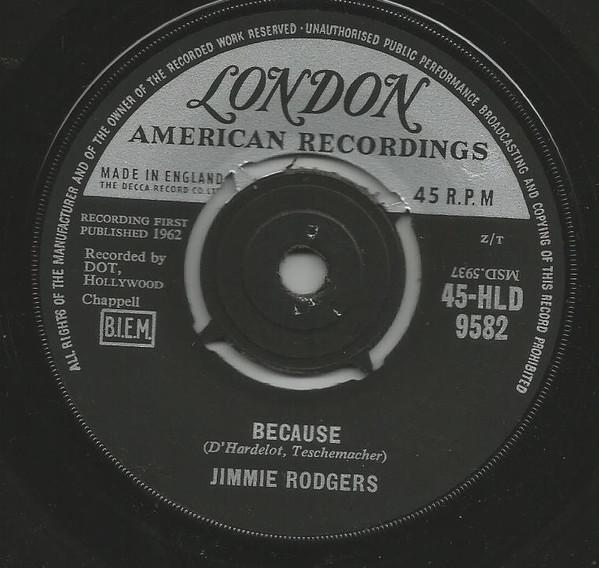 ALL RIGHTS OF THE MANUFACTURER AND OF THE OWNER OF THE RECORDED WORK RESERVED · UNAUTHORISED PUBLIC PERFORMANCE BROADCASTING AND COPYING OF THIS RECORD PROHIBITED
LONDON
AMERICAN RECORDINGS
MADE IN ENGLAND
THE DECCA RECORD CO. LT
45 R.P.M
RECORDING FIRST
PUBLISHED 1962
Z/T
Recorded by
DOT,
HOLLYWOOD
MSD.5937
Chappell
45-HLD
9582
B.I.E.M.
BECAUSE
(D'Hardelot, Teschemacher)
JIMMIE RODGERS